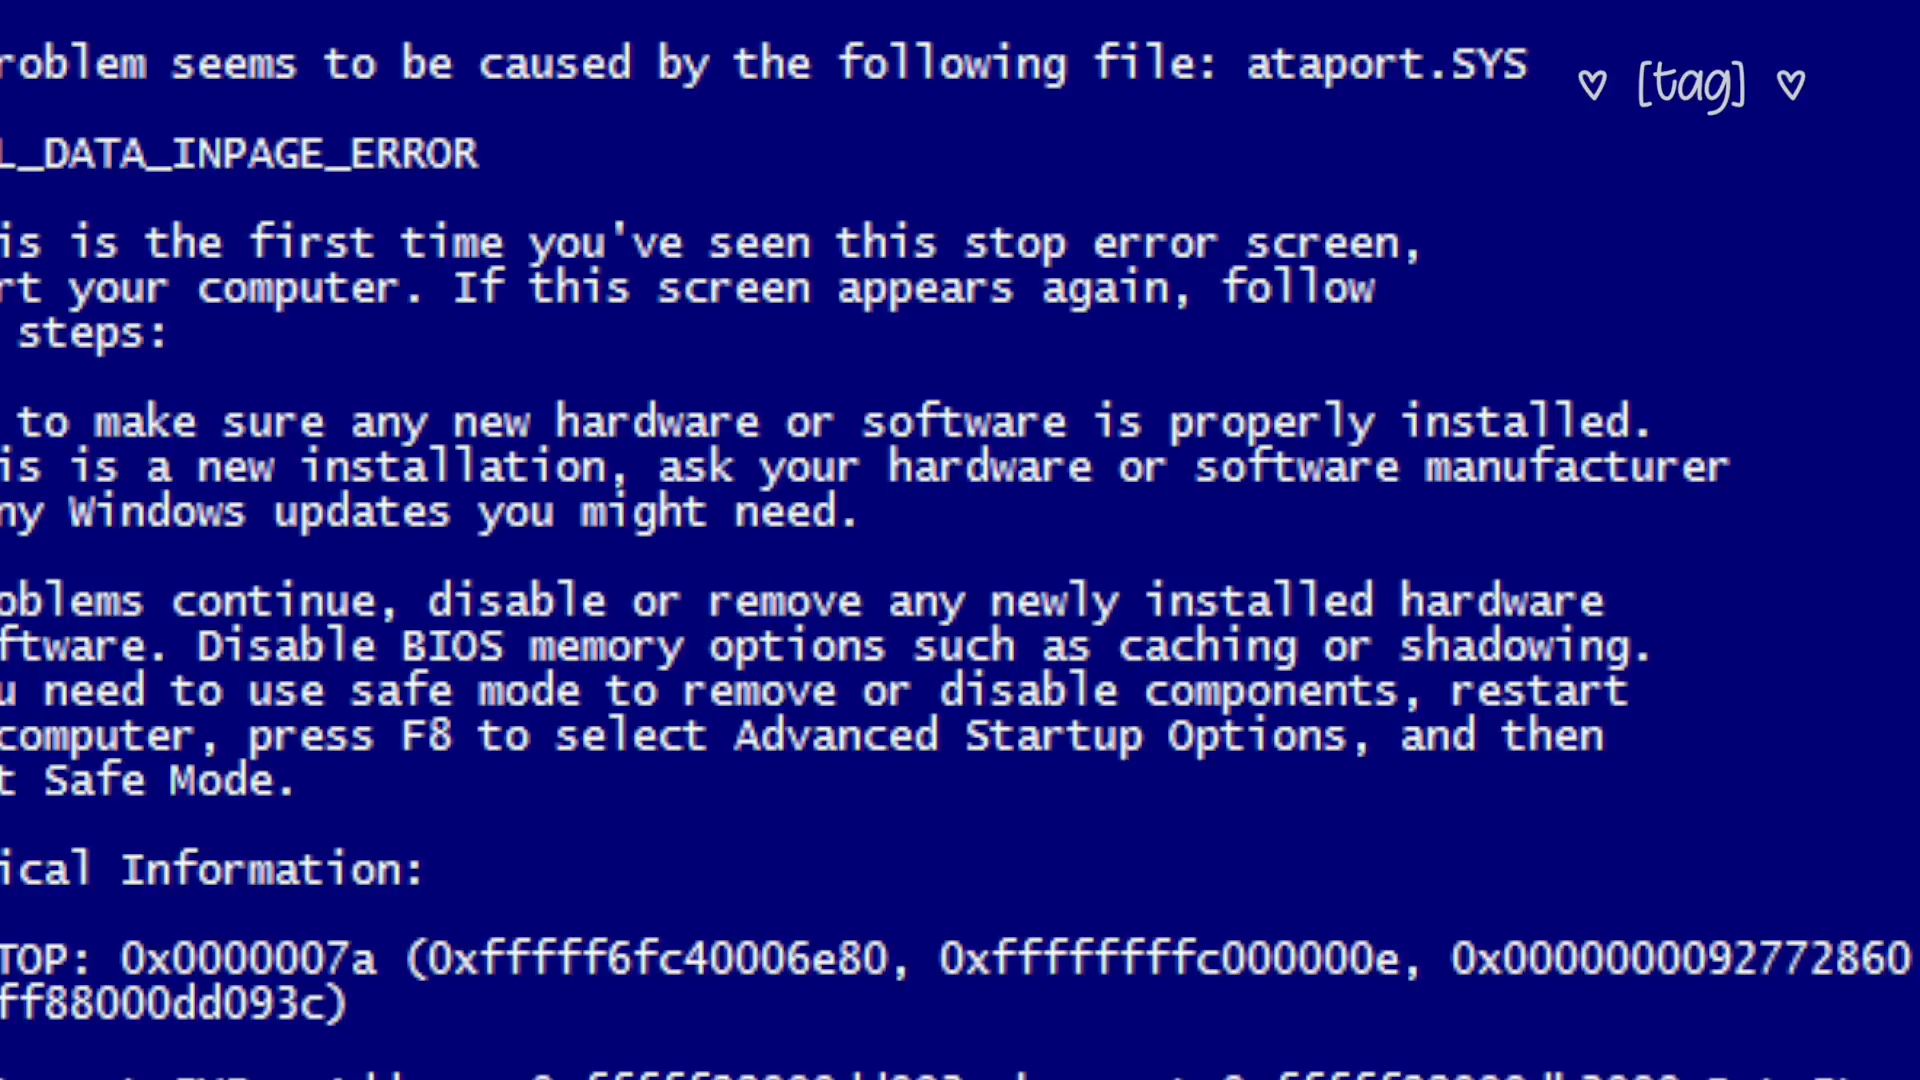 roblem seems to be caused by the following file: ataport.SYS
♡ [tag] ♡
L_DATA_INPAGE_ERROR
is is the first time you've seen this stop error screen,
rt your computer. If this screen appears again, follow
steps:
to make sure any new hardware or software is properly installed.
is is a new installation, ask your hardware or software manufacturer
ny Windows updates you might need.
oblems continue, disable or remove any newly installed hardware
ftware. Disable BIOS memory options such as caching or shadowing.
u need to use safe mode to remove or disable components, restart
computer, press F8 to select Advanced Startup Options, and then
t Safe Mode.
ical Information:
TOP: 0x0000007a (0xfffff6fc40006e80, 0xffffffffc000000e, 0x0000000092772860
ff88000dd093c)